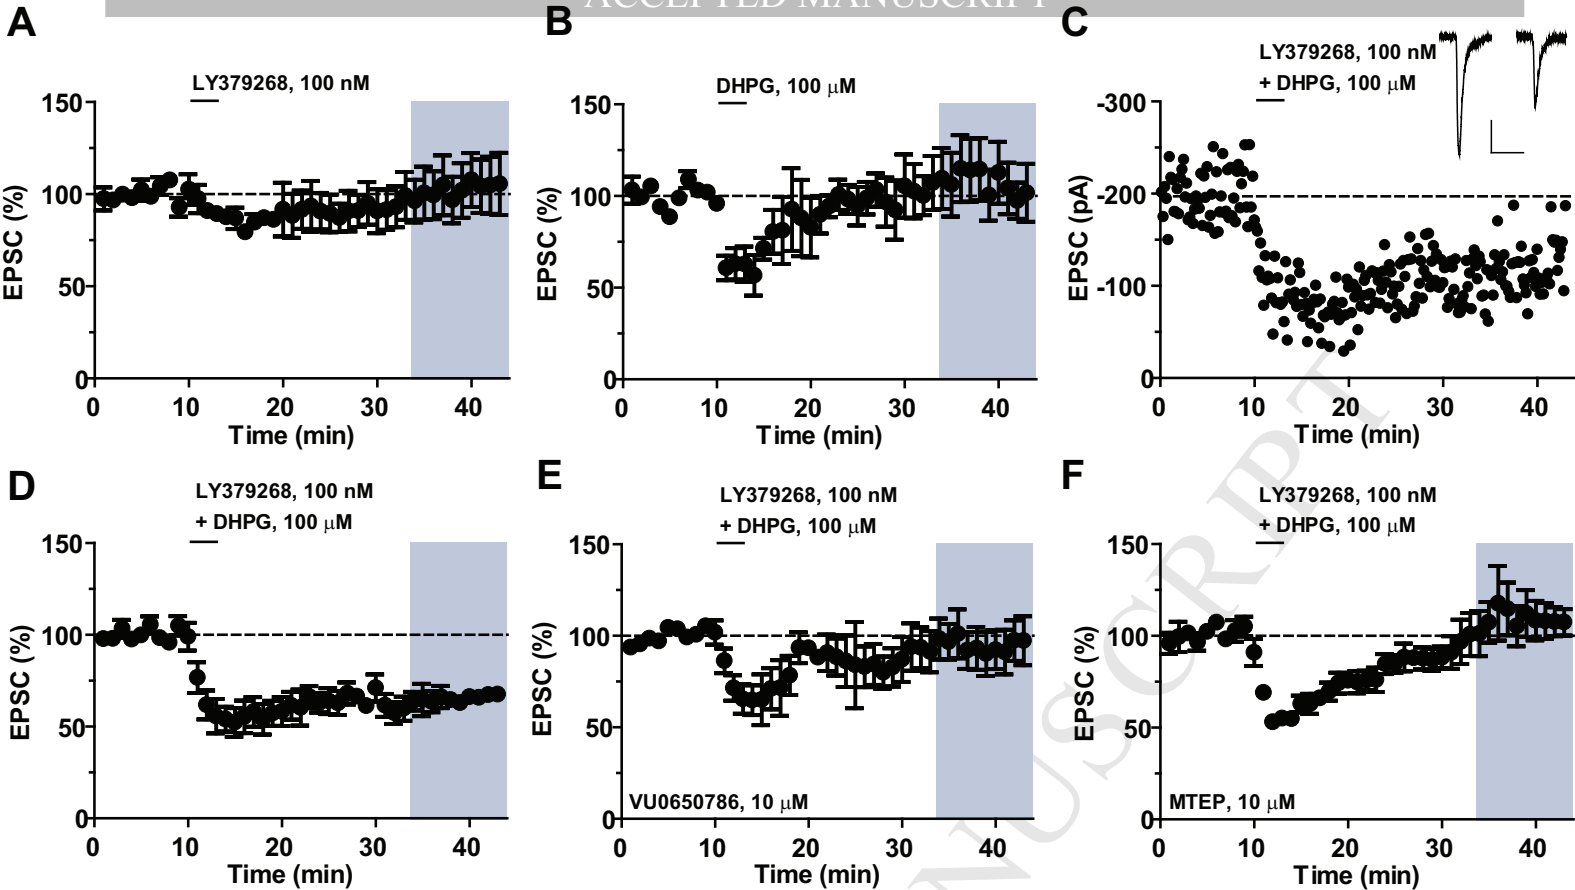 ACCEPTED MANUSCRIPT
A
LY379268, 100 nM
150
100
50
0
EPSC (%)
0 10 20 30 40
Time (min)
B
DHPG, 100 μM
150
100
50
0
EPSC (%)
0 10 20 30 40
Time (min)
C
LY379268, 100 nM
+ DHPG, 100 μM
-300
-200
-100
0
EPSC (pA)
0 10 20 30 40
Time (min)
D
LY379268, 100 nM
+ DHPG, 100 μM
150
100
50
0
EPSC (%)
0 10 20 30 40
Time (min)
E
LY379268, 100 nM
+ DHPG, 100 μM
150
100
50
0
EPSC (%)
VU0650786, 10 μM
0 10 20 30 40
Time (min)
F
LY379268, 100 nM
+ DHPG, 100 μM
150
100
50
0
EPSC (%)
MTEP, 10 μM
0 10 20 30 40
Time (min)
NUSCRIPT